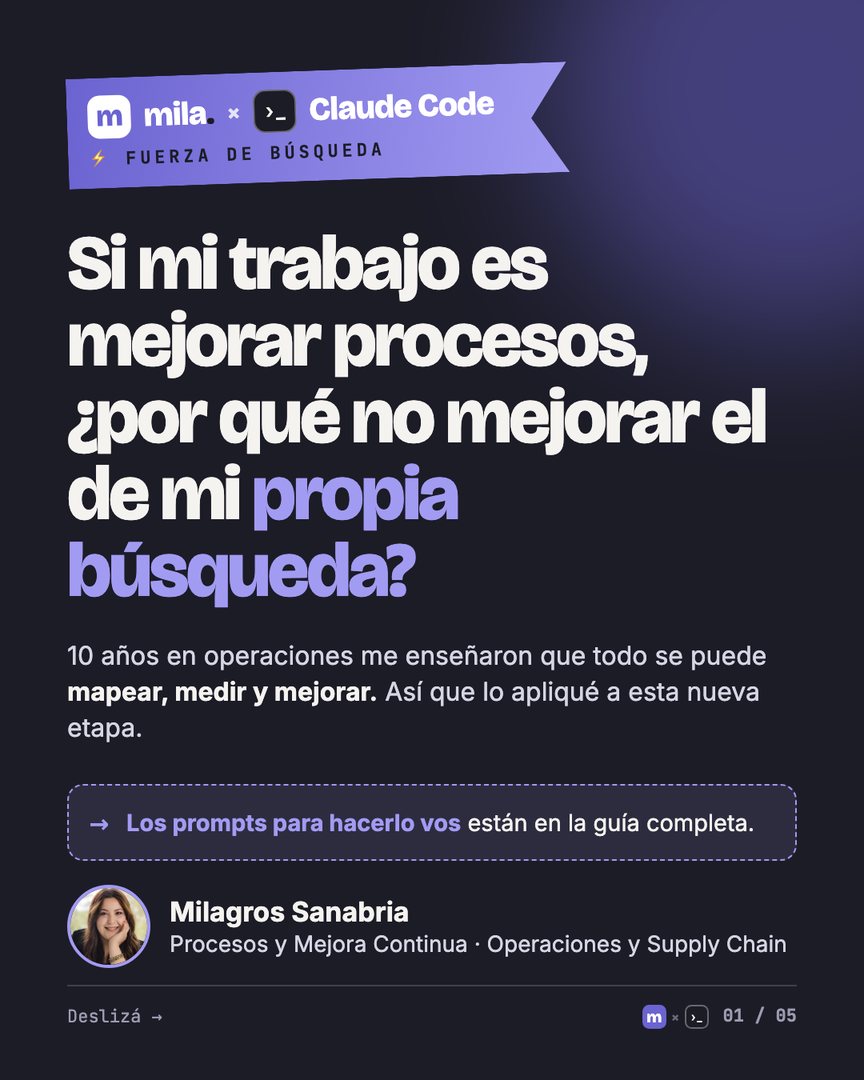 m mila. × ›_ Claude Code
⚡ FUERZA DE BÚSQUEDA
Si mi trabajo es
mejorar procesos,
¿por qué no mejorar el
de mi propia
búsqueda?
10 años en operaciones me enseñaron que todo se puede
mapear, medir y mejorar. Así que lo apliqué a esta nueva
etapa.
→ Los prompts para hacerlo vos están en la guía completa.
Milagros Sanabria
Procesos y Mejora Continua · Operaciones y Supply Chain
Deslizá →
m × ›_ 01 / 05